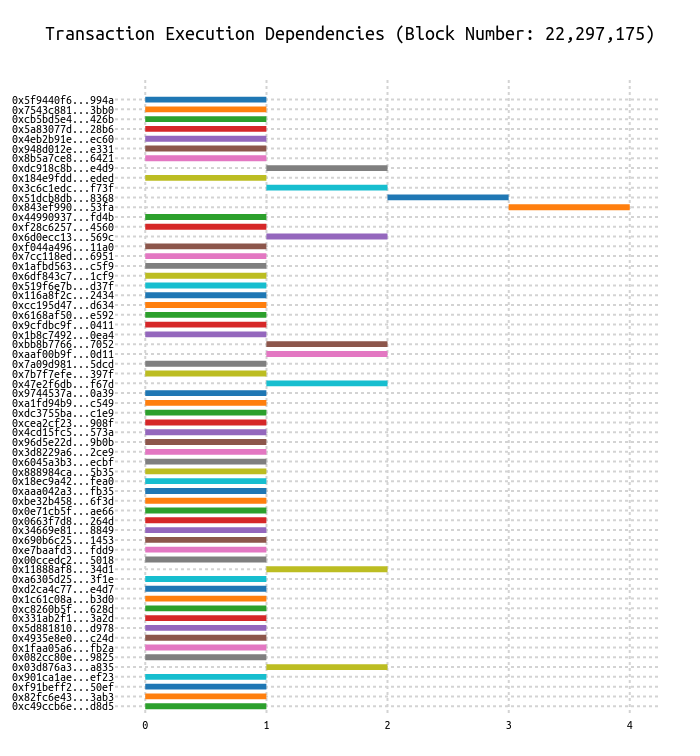 Transaction Execution Dependencies (Block Number: 22,297,175)
0x5f9440f6...994a
0x7543c881...3bb0
0xcb5bd5e4...426b
0x5a83077d...28b6
0x4eb2b91e...ec60
0x948d012e...e331
0x8b5a7ce8...6421
0xdc918c8b...e4d9
0x184e9fdd...eded
0x3c6c1edc...f73f
0x51dcb8db...8368
0x843ef990...53fa
0x44990937...fd4b
0xf28c6257...4560
0x6d0ecc13...569c
0xf044a496...11a0
0x7cc118ed...6951
0x1afbd563...c5f9
0x6df843c7...1cf9
0x519f6e7b...d37f
0x116a8f2c...2434
0xcc195d47...d634
0x6168af50...e592
0x9cfdbc9f...0411
0x1b8c7492...0ea4
0xbb8b7766...7052
0xaaf00b9f...0d11
0x7a09d981...5dcd
0x7b7f7efe...397f
0x47e2f6db...f67d
0x9744537a...0a39
0xa1fd94b9...c549
0xdc3755ba...c1e9
0xcea2cf23...908f
0x4cd15fc5...573a
0x96d5e22d...9b0b
0x3d8229a6...2ce9
0x6045a3b3...ecbf
0x888984ca...5b35
0x18ec9a42...fea0
0xaaa042a3...fb35
0xbe32b458...6f3d
0x0e71cb5f...ae66
0x0663f7d8...264d
0x34669e81...8849
0x690b6c25...1453
0xe7baafd3...fdd9
0x00ccedc2...5018
0x11888af8...34d1
0xa6305d25...3f1e
0xd2ca4c77...e4d7
0x1c61c08a...b3d0
0xc8260b5f...628d
0x331ab2f1...3a2d
0x5d881810...d978
0x4935e8e0...c24d
0x1faa05a6...fb2a
0x082cc80e...9825
0x03d876a3...a835
0x901ca1ae...ef23
0xf91beff2...50ef
0x82fc6e43...3ab3
0xc49ccb6e...d8d5
0 1 2 3 4